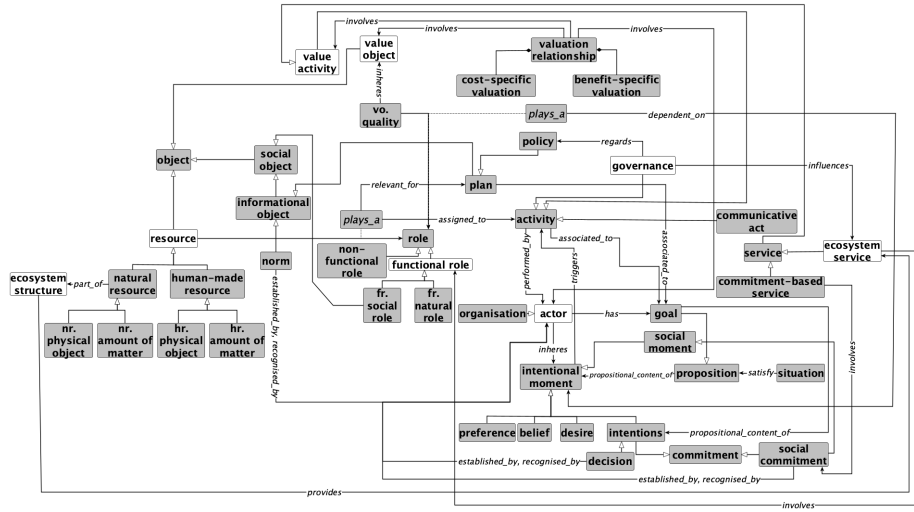 involves
involves
involves
value
activity
value
object
valuation
relationship
cost-specific
valuation
benefit-specific
valuation
inheres
vo.
quality
plays_a
dependent_on
policy
regards
governance
influences
object
social
object
relevant_for
plan
informational
object
plays_a
assigned_to
activity
communicative
act
resource
role
non-
functional role
functional role
norm
associated_to
associated_to
performed_by
triggers
service
ecosystem
service
commitment-based
service
ecosystem
structure
part_of
natural
resource
human-made
resource
fr.
social
role
fr.
natural
role
organisation
actor
has
goal
nr.
physical
object
nr.
amount of
matter
hr.
physical
object
hr.
amount of
matter
established_by, recognised_by
inheres
social
moment
involves
intentional
moment
propositional_content_of
proposition
satisfy
situation
preference
belief
desire
intentions
propositional_content_of
established_by, recognised_by
decision
commitment
social
commitment
established_by, recognised_by
provides
involves